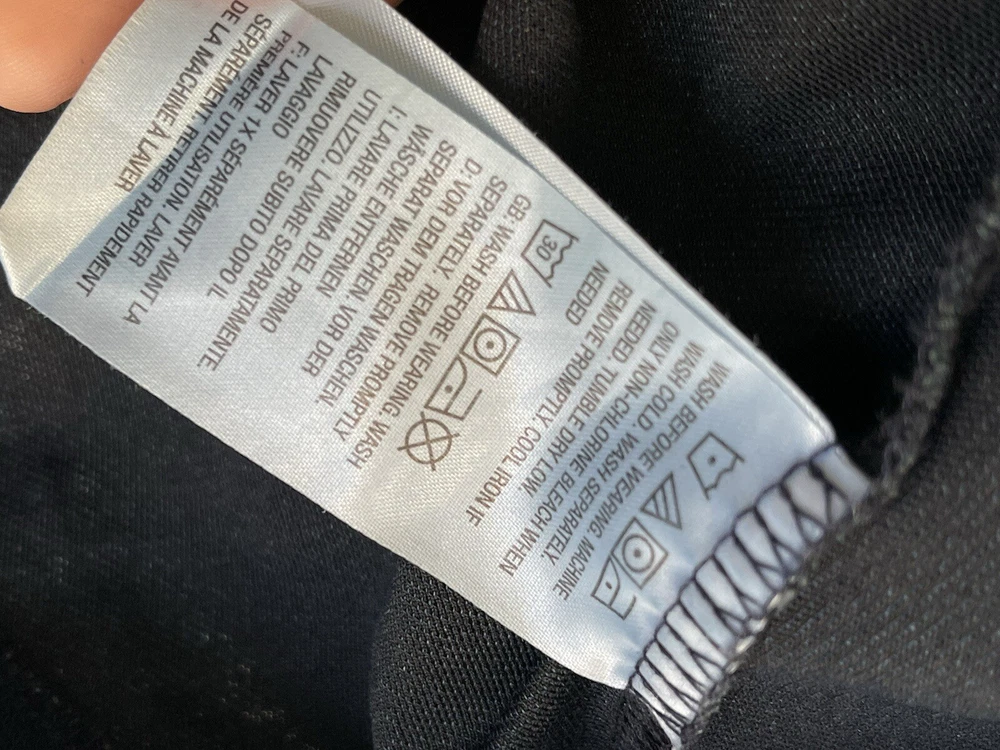 WASH BEFORE WEARING. MACHINE
WASH COLD. WASH SEPARATELY.
ONLY NON-CHLORINE BLEACH WHEN
NEEDED. TUMBLE DRY LOW.
REMOVE PROMPTLY. COOL IRON IF
NEEDED
30
GB: WASH BEFORE WEARING. WASH
SEPARATELY. REMOVE PROMPTLY
D: VOR DEM TRAGEN WASCHEN.
SEPARAT WASCHEN. VOR DER
WASCHE ENTFERNEN
I: LAVARE PRIMA DEL PRIMO
UTILIZZO. LAVARE SEPARATAMENTE.
RIMUOVERE SUBITO DOPO IL
LAVAGGIO
F: LAVER 1X SÉPARÉMENT AVANT LA
PREMIÈRE UTILISATION. LAVER
SÉPARÉMENT. RETIRER RAPIDEMENT
DE LA MACHINE À LAVER